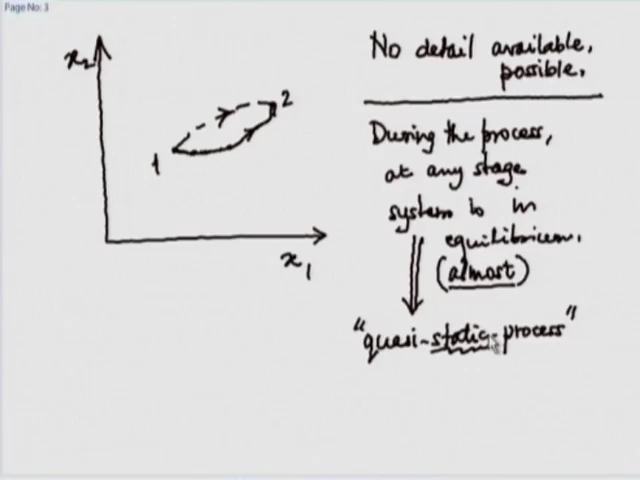 Page No: 3
x₂
2
1
x₁
No detail available,
possible.
During the process,
at any stage
system is in
equilibrium.
(almost)
"quasi-static-process"